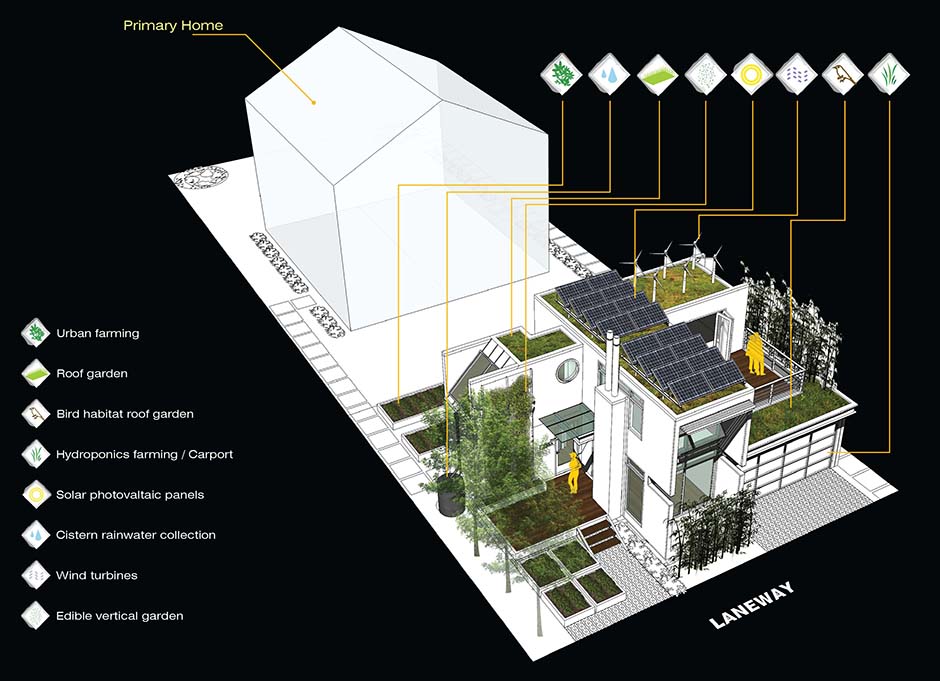 Primary Home
Urban farming
Roof garden
Bird habitat roof garden
Hydroponics farming / Carport
Solar photovaltaic panels
Cistern rainwater collection
Wind turbines
Edible vertical garden
LANEWAY